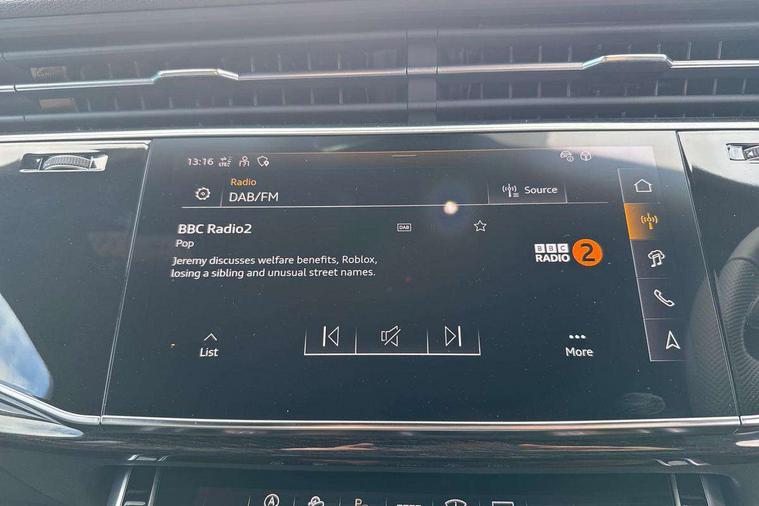 13:16 LTE
Radio
DAB/FM
Source
BBC Radio2
DAB
Pop
Jeremy discusses welfare benefits, Roblox,
losing a sibling and unusual street names.
BBC
RADIO 2
List
More
A
P